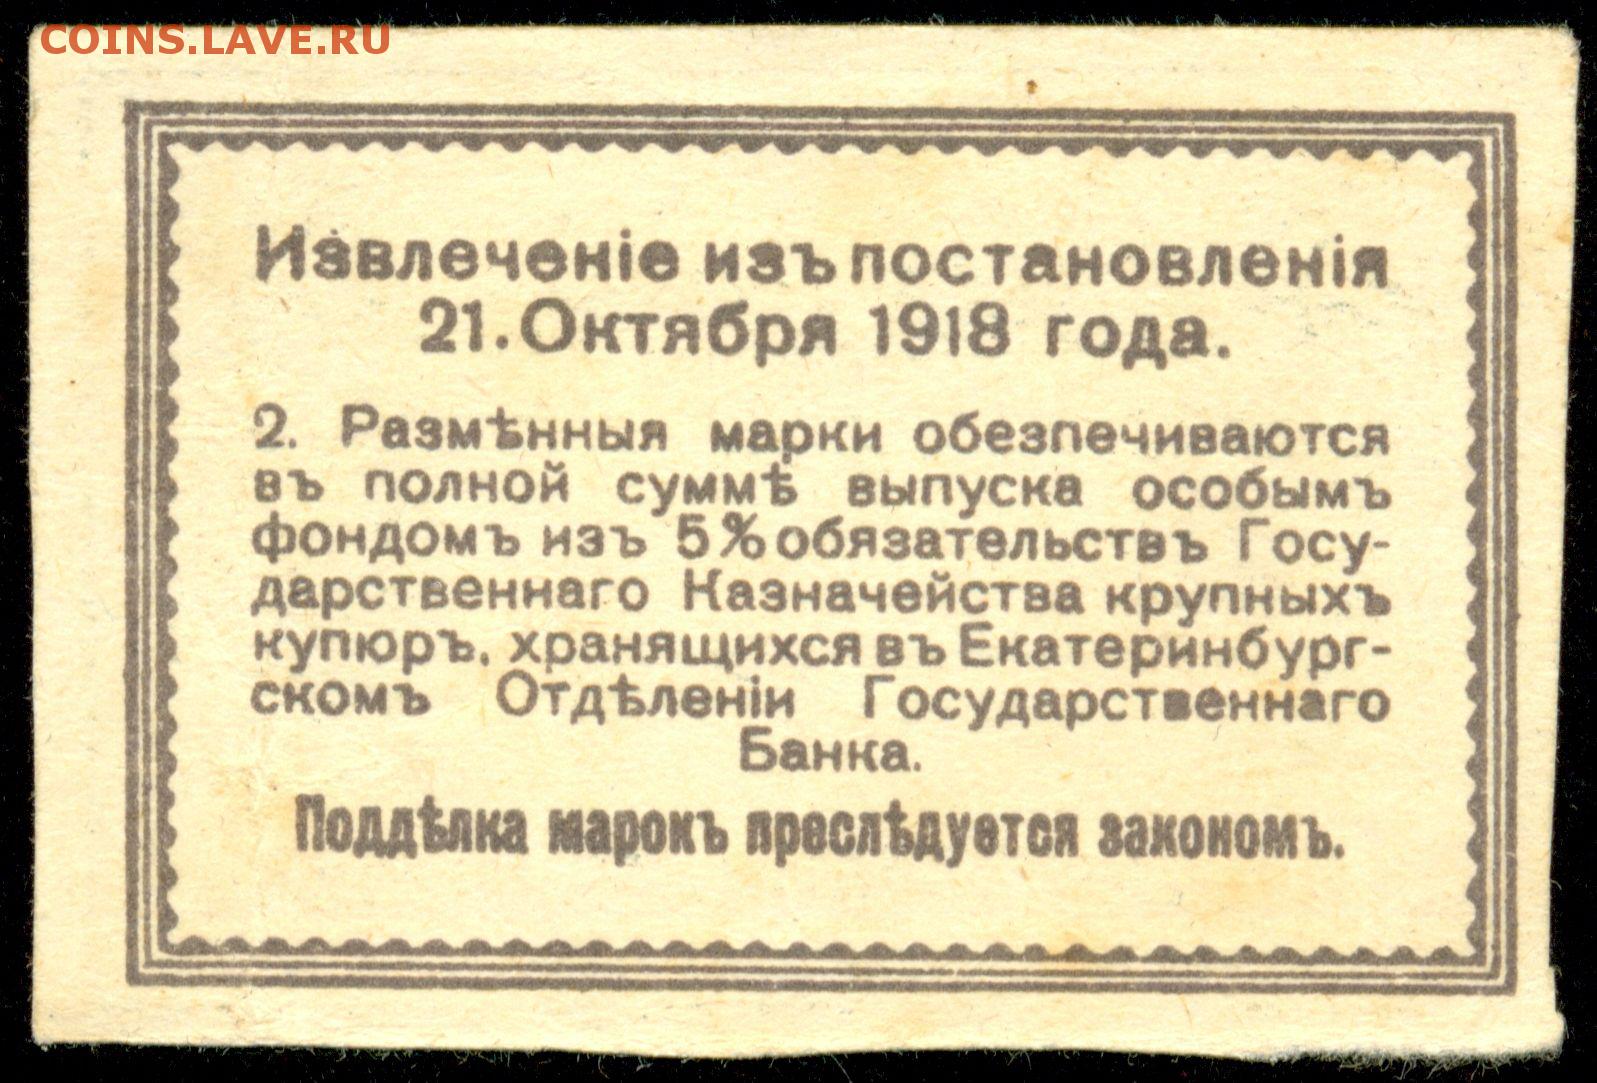 COINS.LAVE.RU
Извлеченіе изъ постановленія
21. Октября 1918 года.
2. Размѣнныя марки обезпечиваются
въ полной суммѣ выпуска особымъ
фондомъ изъ 5% обязательствъ Госу-
дарственнаго Казначейства крупныхъ
купюръ, хранящихся въ Екатеринбург-
скомъ Отдѣленіи Государственнаго
Банка.
Поддѣлка марокъ преслѣдуется закономъ.